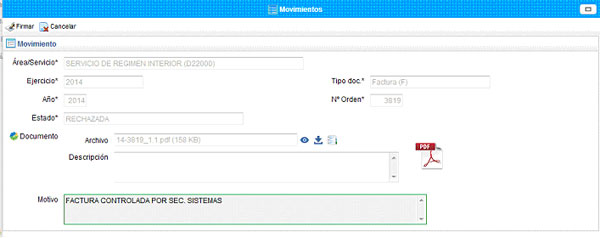 Movimientos
Firmar Cancelar
Movimiento
Área/Servicio* SERVICIO DE REGIMEN INTERIOR (D22000)
Ejercicio* 2014 Tipo doc.* Factura (F)
Año* 2014 Nº Orden* 3819
Estado* RECHAZADA
Documento Archivo 14-3819_1.1.pdf (158 KB)
PDF
Descripción
Motivo FACTURA CONTROLADA POR SEC. SISTEMAS